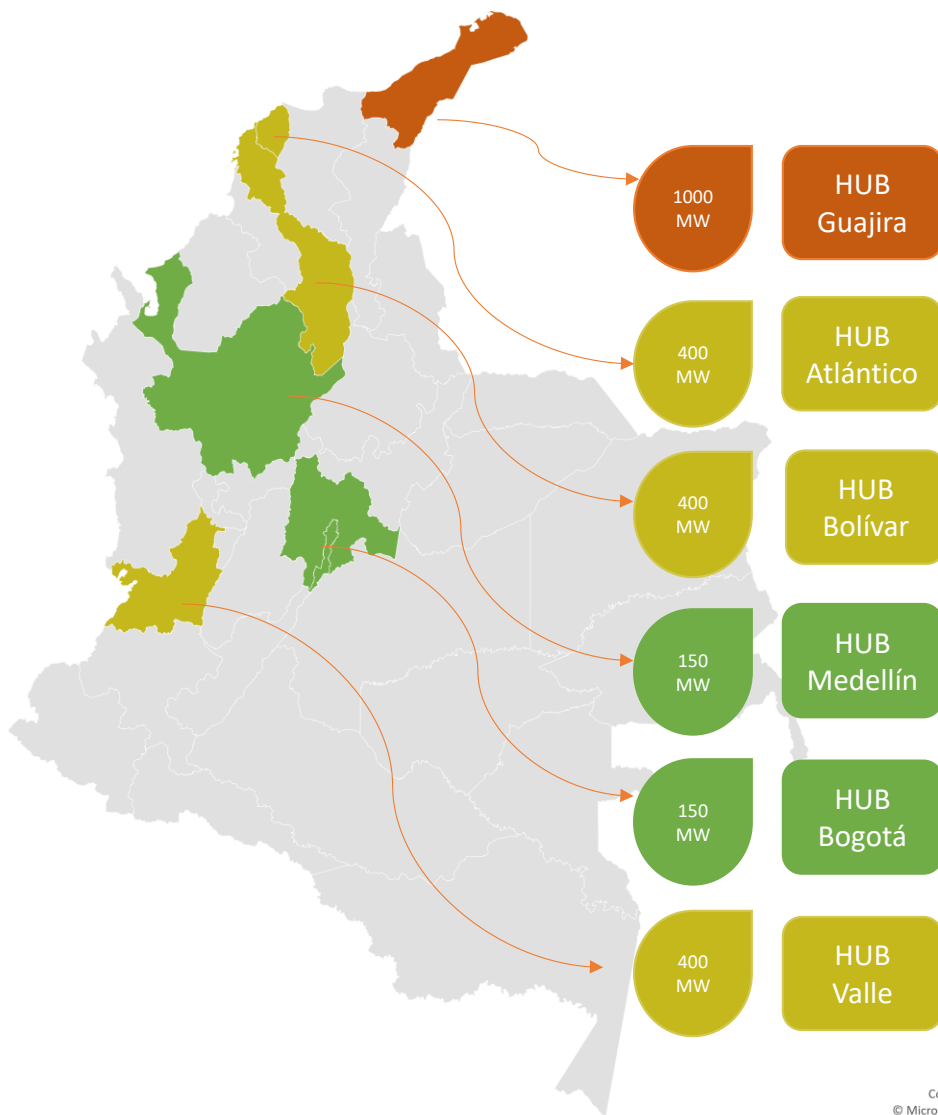 1000
MW
HUB
Guajira
400
MW
HUB
Atlántico
400
MW
HUB
Bolívar
150
MW
HUB
Medellín
150
MW
HUB
Bogotá
400
MW
HUB
Valle
©